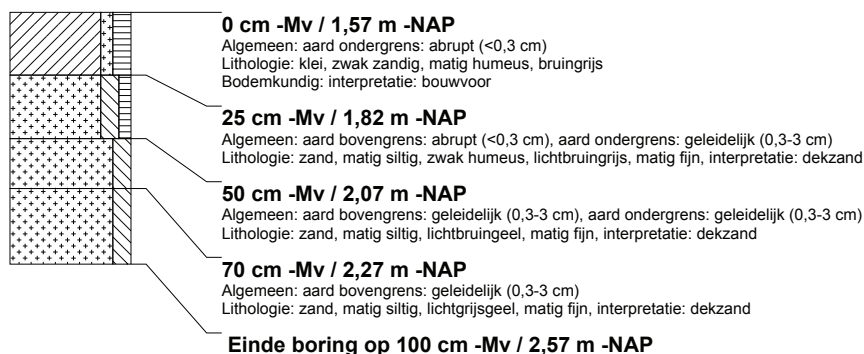 0 cm -Mv / 1,57 m -NAP
Algemeen: aard ondergrens: abrupt (<0,3 cm)
Lithologie: klei, zwak zandig, matig humeus, bruingrijs
Bodemkundig: interpretatie: bouwvoor
25 cm -Mv / 1,82 m -NAP
Algemeen: aard bovengrens: abrupt (<0,3 cm), aard ondergrens: geleidelijk (0,3-3 cm)
Lithologie: zand, matig siltig, zwak humeus, lichtbruingrijs, matig fijn, interpretatie: dekzand
50 cm -Mv / 2,07 m -NAP
Algemeen: aard bovengrens: geleidelijk (0,3-3 cm), aard ondergrens: geleidelijk (0,3-3 cm)
Lithologie: zand, matig siltig, lichtbruingeel, matig fijn, interpretatie: dekzand
70 cm -Mv / 2,27 m -NAP
Algemeen: aard bovengrens: geleidelijk (0,3-3 cm)
Lithologie: zand, matig siltig, lichtgrijsgeel, matig fijn, interpretatie: dekzand
Einde boring op 100 cm -Mv / 2,57 m -NAP